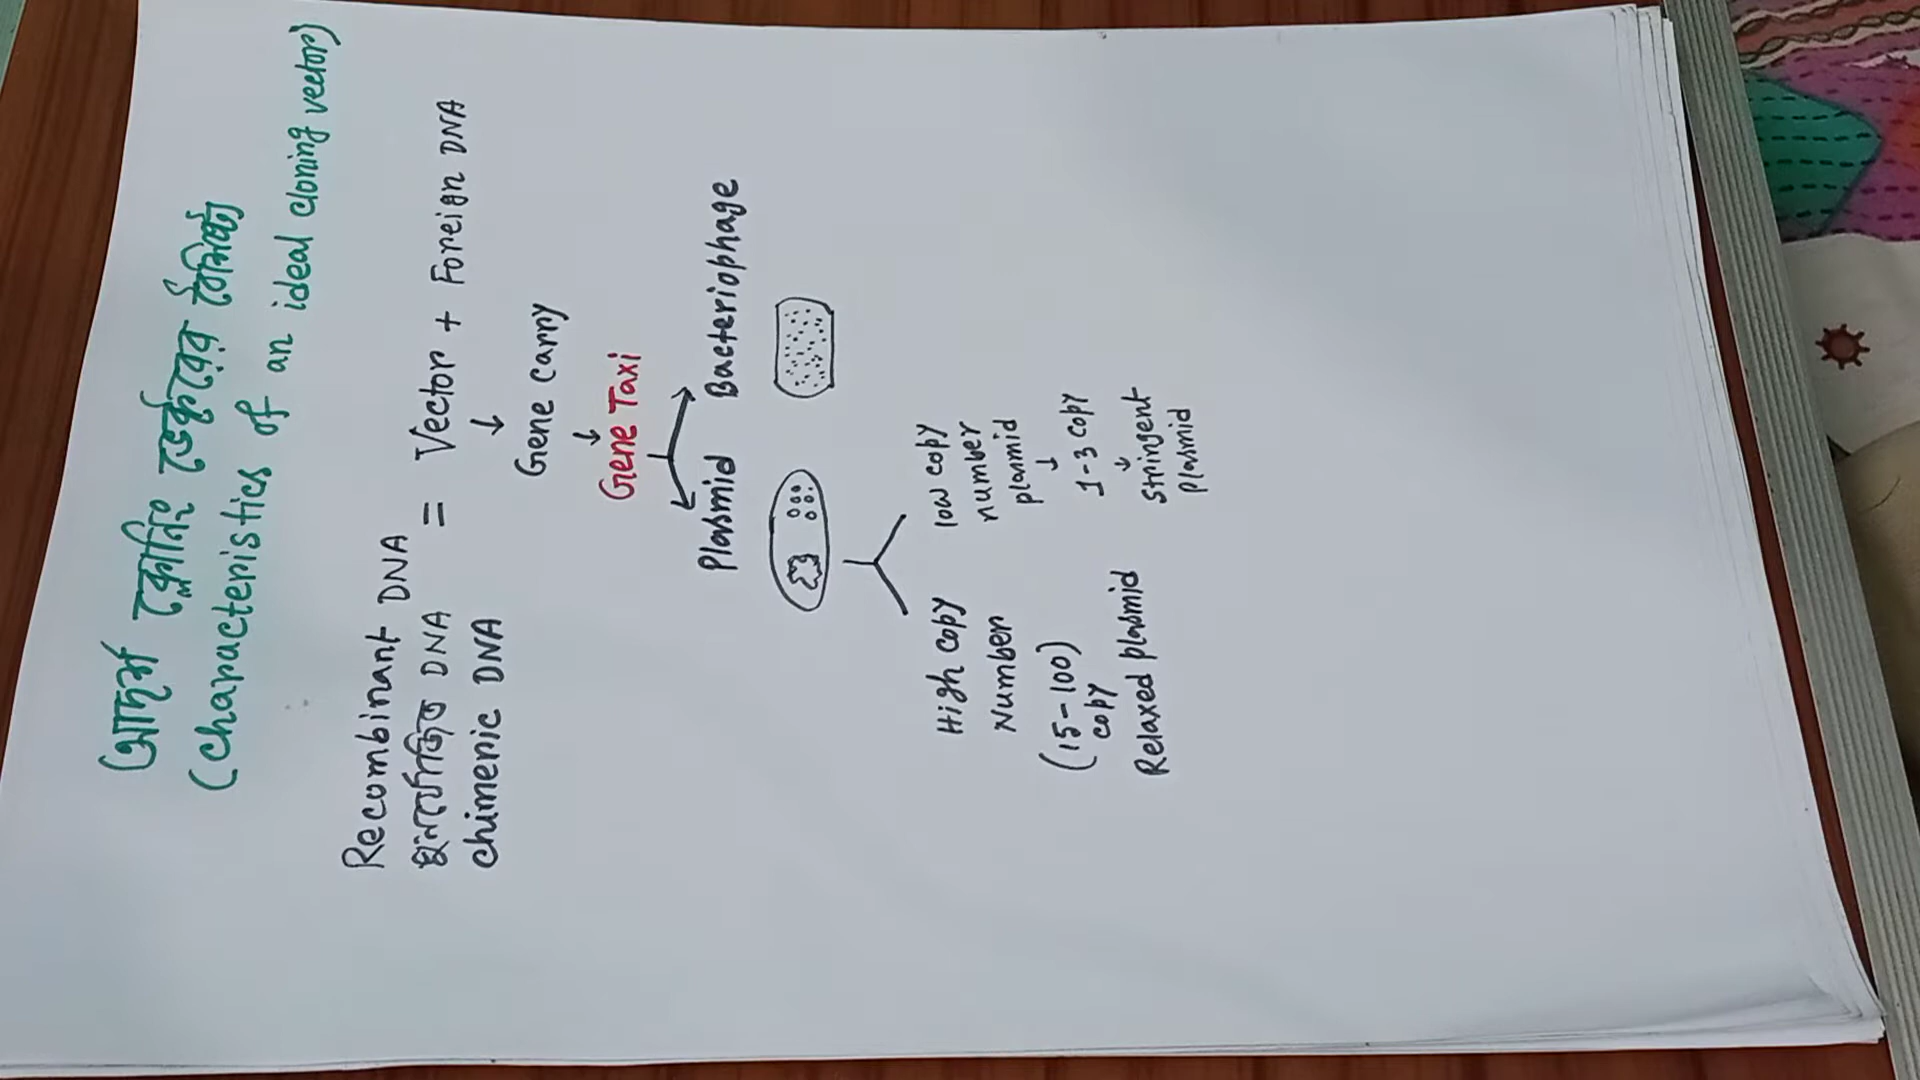 আদর্শ ক্লোনিং ভেক্টরের বৈশিষ্ট্য
(characteristics of an ideal cloning vector)
Recombinant DNA
পুনর্যোজিত DNA = Vector + Foreign DNA
chimeric DNA
↓
Gene carry
↓
Gene Taxi
Plasmid Bacteriophage
High copy
Number
(15-100)
copy
Relaxed plasmid
low copy
number
plasmid
↓
1-3 copy
↓
stringent
plasmid